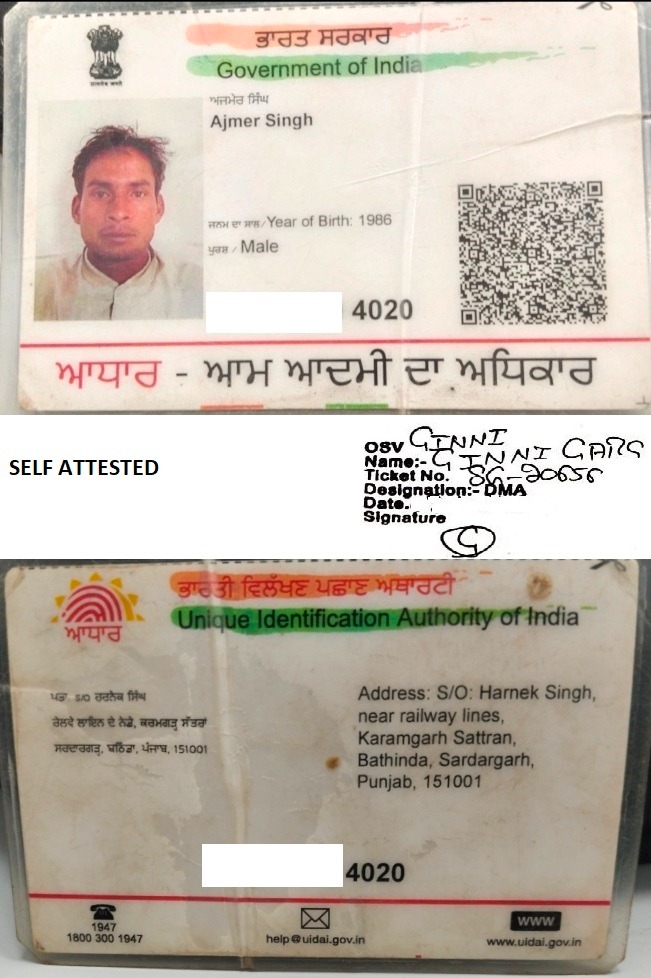 ਭਾਰਤ ਸਰਕਾਰ
Government of India
ਅਜਮੇਰ ਸਿੰਘ
Ajmer Singh
ਜਨਮ ਦਾ ਸਾਲ/Year of Birth: 1986
ਪੁਰਸ਼ / Male
4020
ਆਧਾਰ - ਆਮ ਆਦਮੀ ਦਾ ਅਧਿਕਾਰ
SELF ATTESTED
OSV GINNI
Name:- GINNI GARG
Ticket No. SG-20656
Designation:- DMA
Date.
Signature
G
ਭਾਰਤੀ ਵਿਲੱਖਣ ਪਛਾਣ ਅਥਾਰਟੀ
Unique Identification Authority of India
ਆਧਾਰ
ਪਤਾ: S/O ਹਰਨੇਕ ਸਿੰਘ
ਰੇਲਵੇ ਲਾਇਨ ਦੇ ਨੇੜੇ, ਕਰਮਗੜ੍ਹ ਸੱਤਰਾਂ
ਸਰਦਾਰਗੜ੍ਹ, ਬਠਿੰਡਾ, ਪੰਜਾਬ, 151001
Address: S/O: Harnek Singh,
near railway lines,
Karamgarh Sattran,
Bathinda, Sardargarh,
Punjab, 151001
4020
1947
1800 300 1947
help@uidai.gov.in
www
www.uidai.gov.in